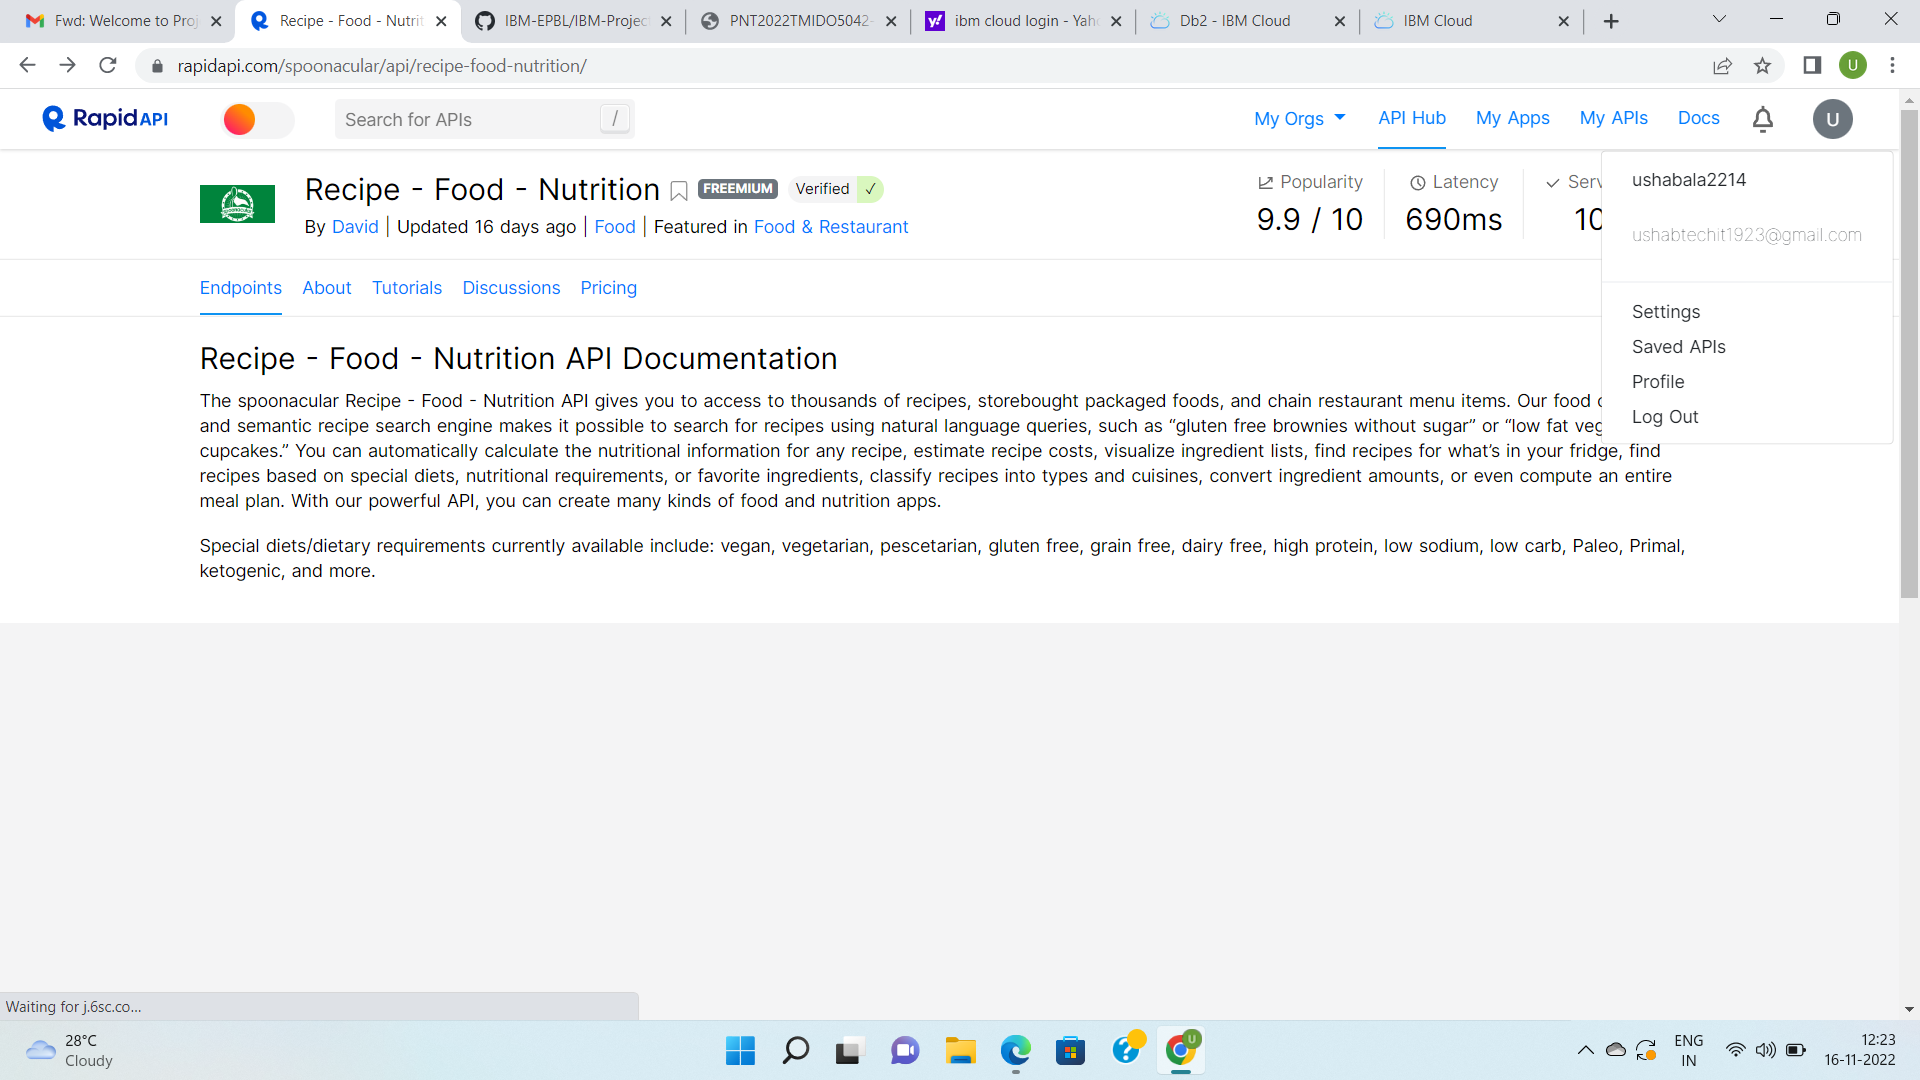 Fwd: Welcome to Proj
Recipe - Food - Nutrit
IBM-EPBL/IBM-Project
PNT2022TMIDO5042-
ibm cloud login - Yaho
Db2 - IBM Cloud
IBM Cloud
rapidapi.com/spoonacular/api/recipe-food-nutrition/
U
Rapid API
Search for APIs
/
My Orgs
API Hub
My Apps
My APIs
Docs
U
Recipe - Food - Nutrition
FREEMIUM
Verified ✓
By David | Updated 16 days ago | Food | Featured in Food & Restaurant
Popularity
9.9 / 10
Latency
690ms
Serv
10
ushabala2214
ushabtechit1923@gmail.com
Settings
Saved APIs
Profile
Log Out
Endpoints
About
Tutorials
Discussions
Pricing
Recipe - Food - Nutrition API Documentation
The spoonacular Recipe - Food - Nutrition API gives you to access to thousands of recipes, storebought packaged foods, and chain restaurant menu items. Our food
and semantic recipe search engine makes it possible to search for recipes using natural language queries, such as “gluten free brownies without sugar” or “low fat veg
cupcakes.” You can automatically calculate the nutritional information for any recipe, estimate recipe costs, visualize ingredient lists, find recipes for what’s in your fridge, find
recipes based on special diets, nutritional requirements, or favorite ingredients, classify recipes into types and cuisines, convert ingredient amounts, or even compute an entire
meal plan. With our powerful API, you can create many kinds of food and nutrition apps.
Special diets/dietary requirements currently available include: vegan, vegetarian, pescetarian, gluten free, grain free, dairy free, high protein, low sodium, low carb, Paleo, Primal,
ketogenic, and more.
Waiting for j.6sc.co...
28°C
Cloudy
U
ENG
IN
12:23
16-11-2022